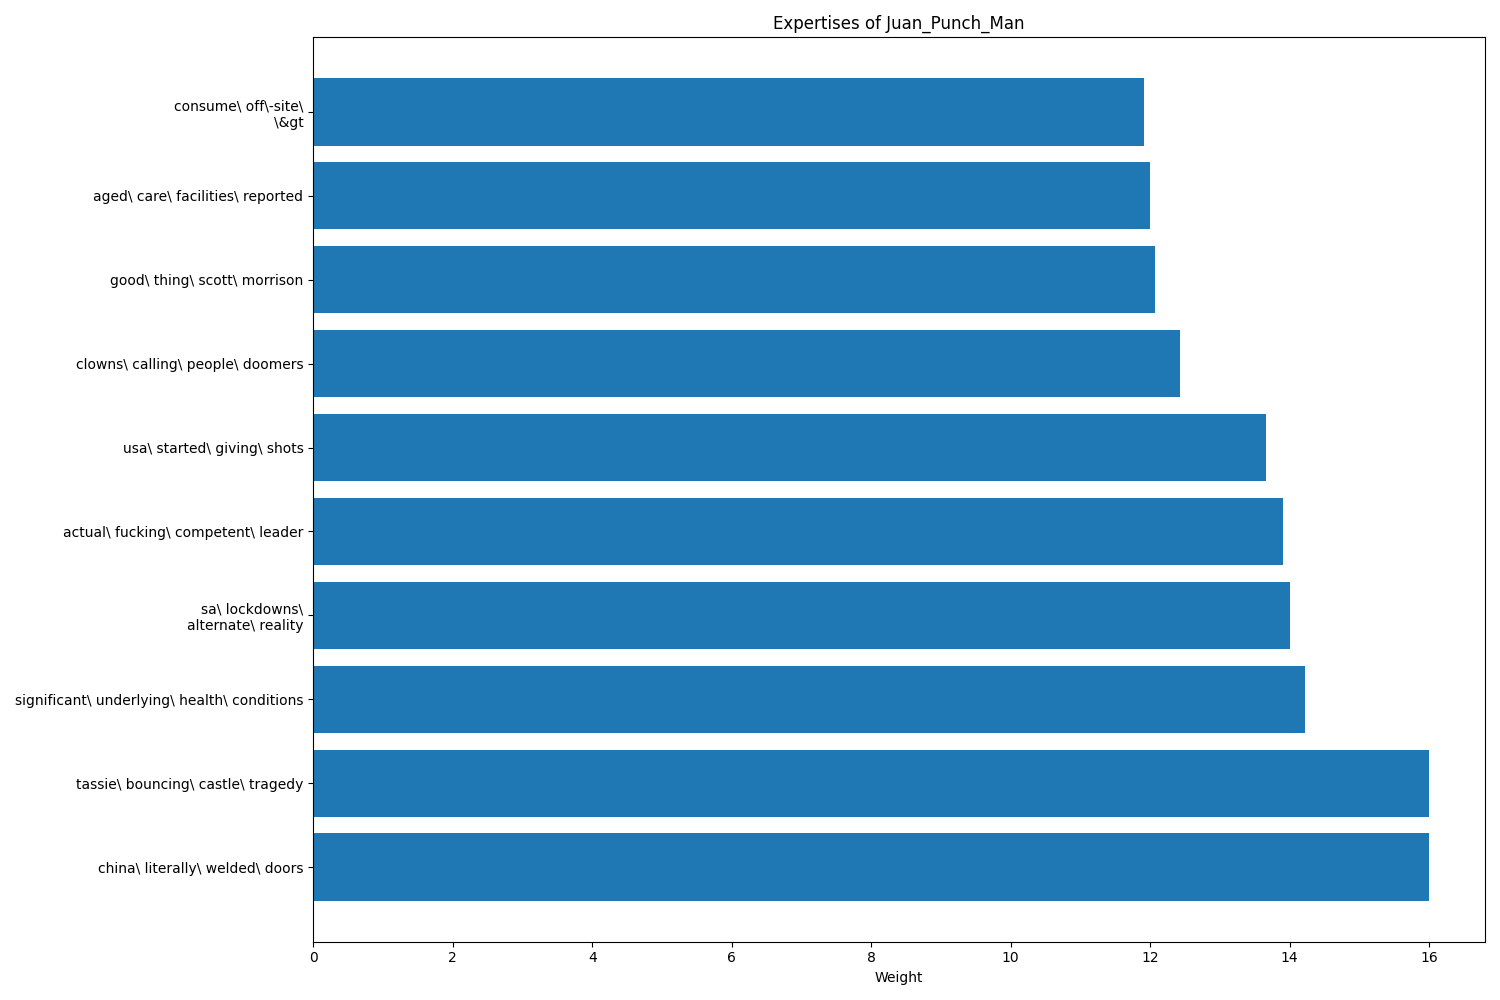 Expertises of Juan_Punch_Man
consume\ off\-site\
\&gt
aged\ care\ facilities\ reported
good\ thing\ scott\ morrison
clowns\ calling\ people\ doomers
usa\ started\ giving\ shots
actual\ fucking\ competent\ leader
sa\ lockdowns\
alternate\ reality
significant\ underlying\ health\ conditions
tassie\ bouncing\ castle\ tragedy
china\ literally\ welded\ doors
0 2 4 6 8 10 12 14 16
Weight